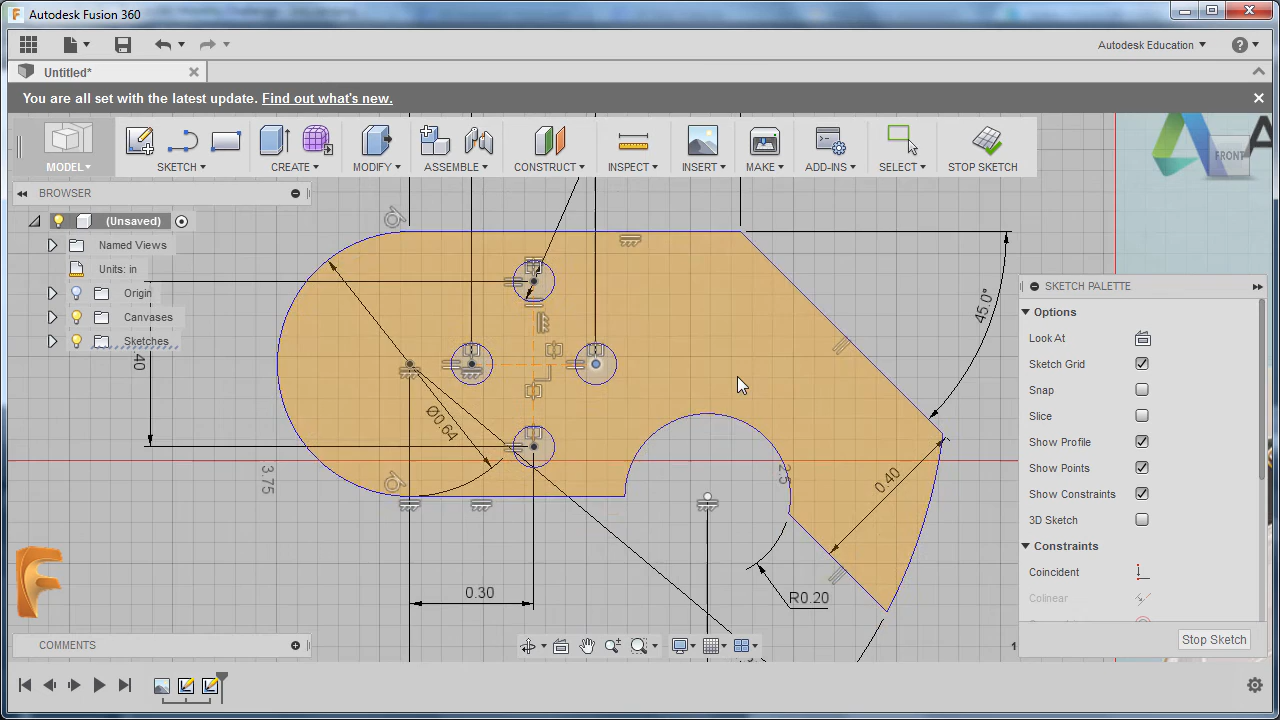 Autodesk Fusion 360
Autodesk Education
Untitled*
You are all set with the latest update. Find out what's new.
MODEL
SKETCH
CREATE
MODIFY
ASSEMBLE
CONSTRUCT
INSPECT
INSERT
MAKE
ADD-INS
SELECT
STOP SKETCH
FRONT
BROWSER
(Unsaved)
Named Views
Units: in
Origin
Canvases
Sketches
40
Ø0.64
3.75
2.5
45.0°
0.40
0.30
R0.20
SKETCH PALETTE
Options
Look At
Sketch Grid
Snap
Slice
Show Profile
Show Points
Show Constraints
3D Sketch
Constraints
Coincident
Colinear
1
Stop Sketch
COMMENTS